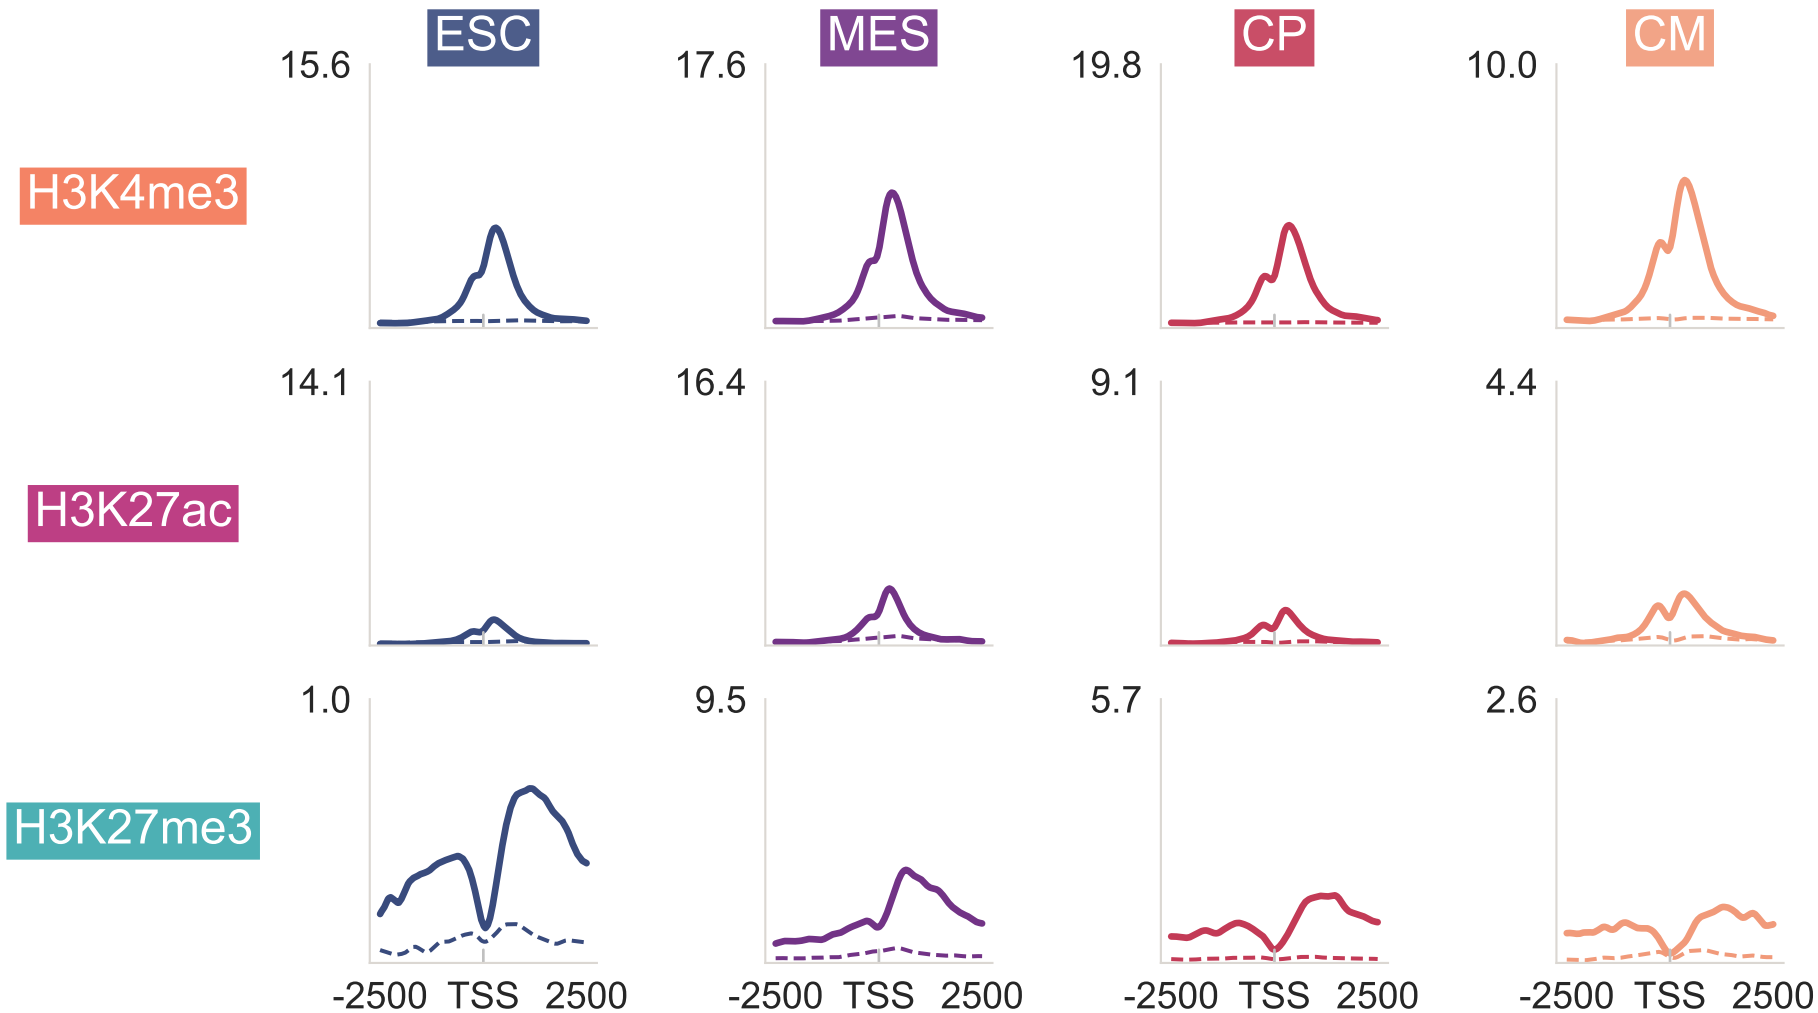 ESC MES CP CM
15.6 17.6 19.8 10.0
H3K4me3
14.1 16.4 9.1 4.4
H3K27ac
1.0 9.5 5.7 2.6
H3K27me3
-2500 TSS 2500 -2500 TSS 2500 -2500 TSS 2500 -2500 TSS 2500